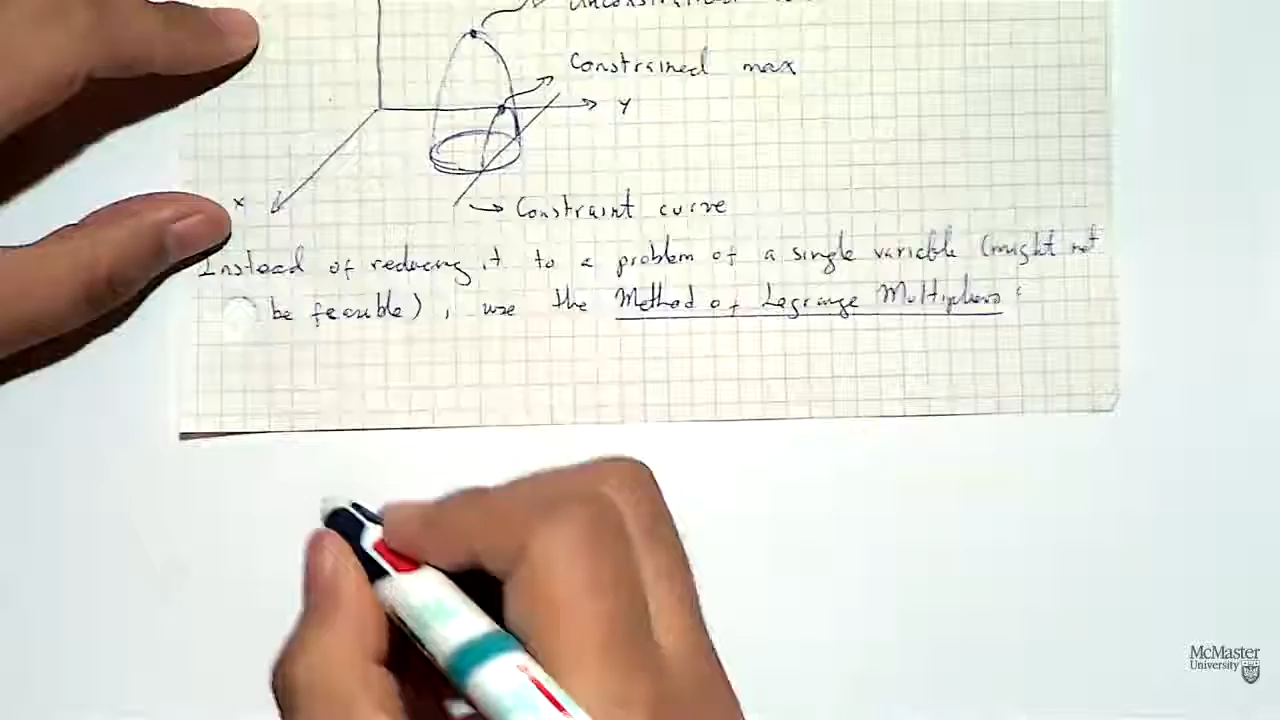 Unconstrained
Constrained max
y
x
Constraint curve
Instead of reducing it to a problem of a single variable (might not
be feasible), use the Method of Lagrange Multipliers:
McMaster
University